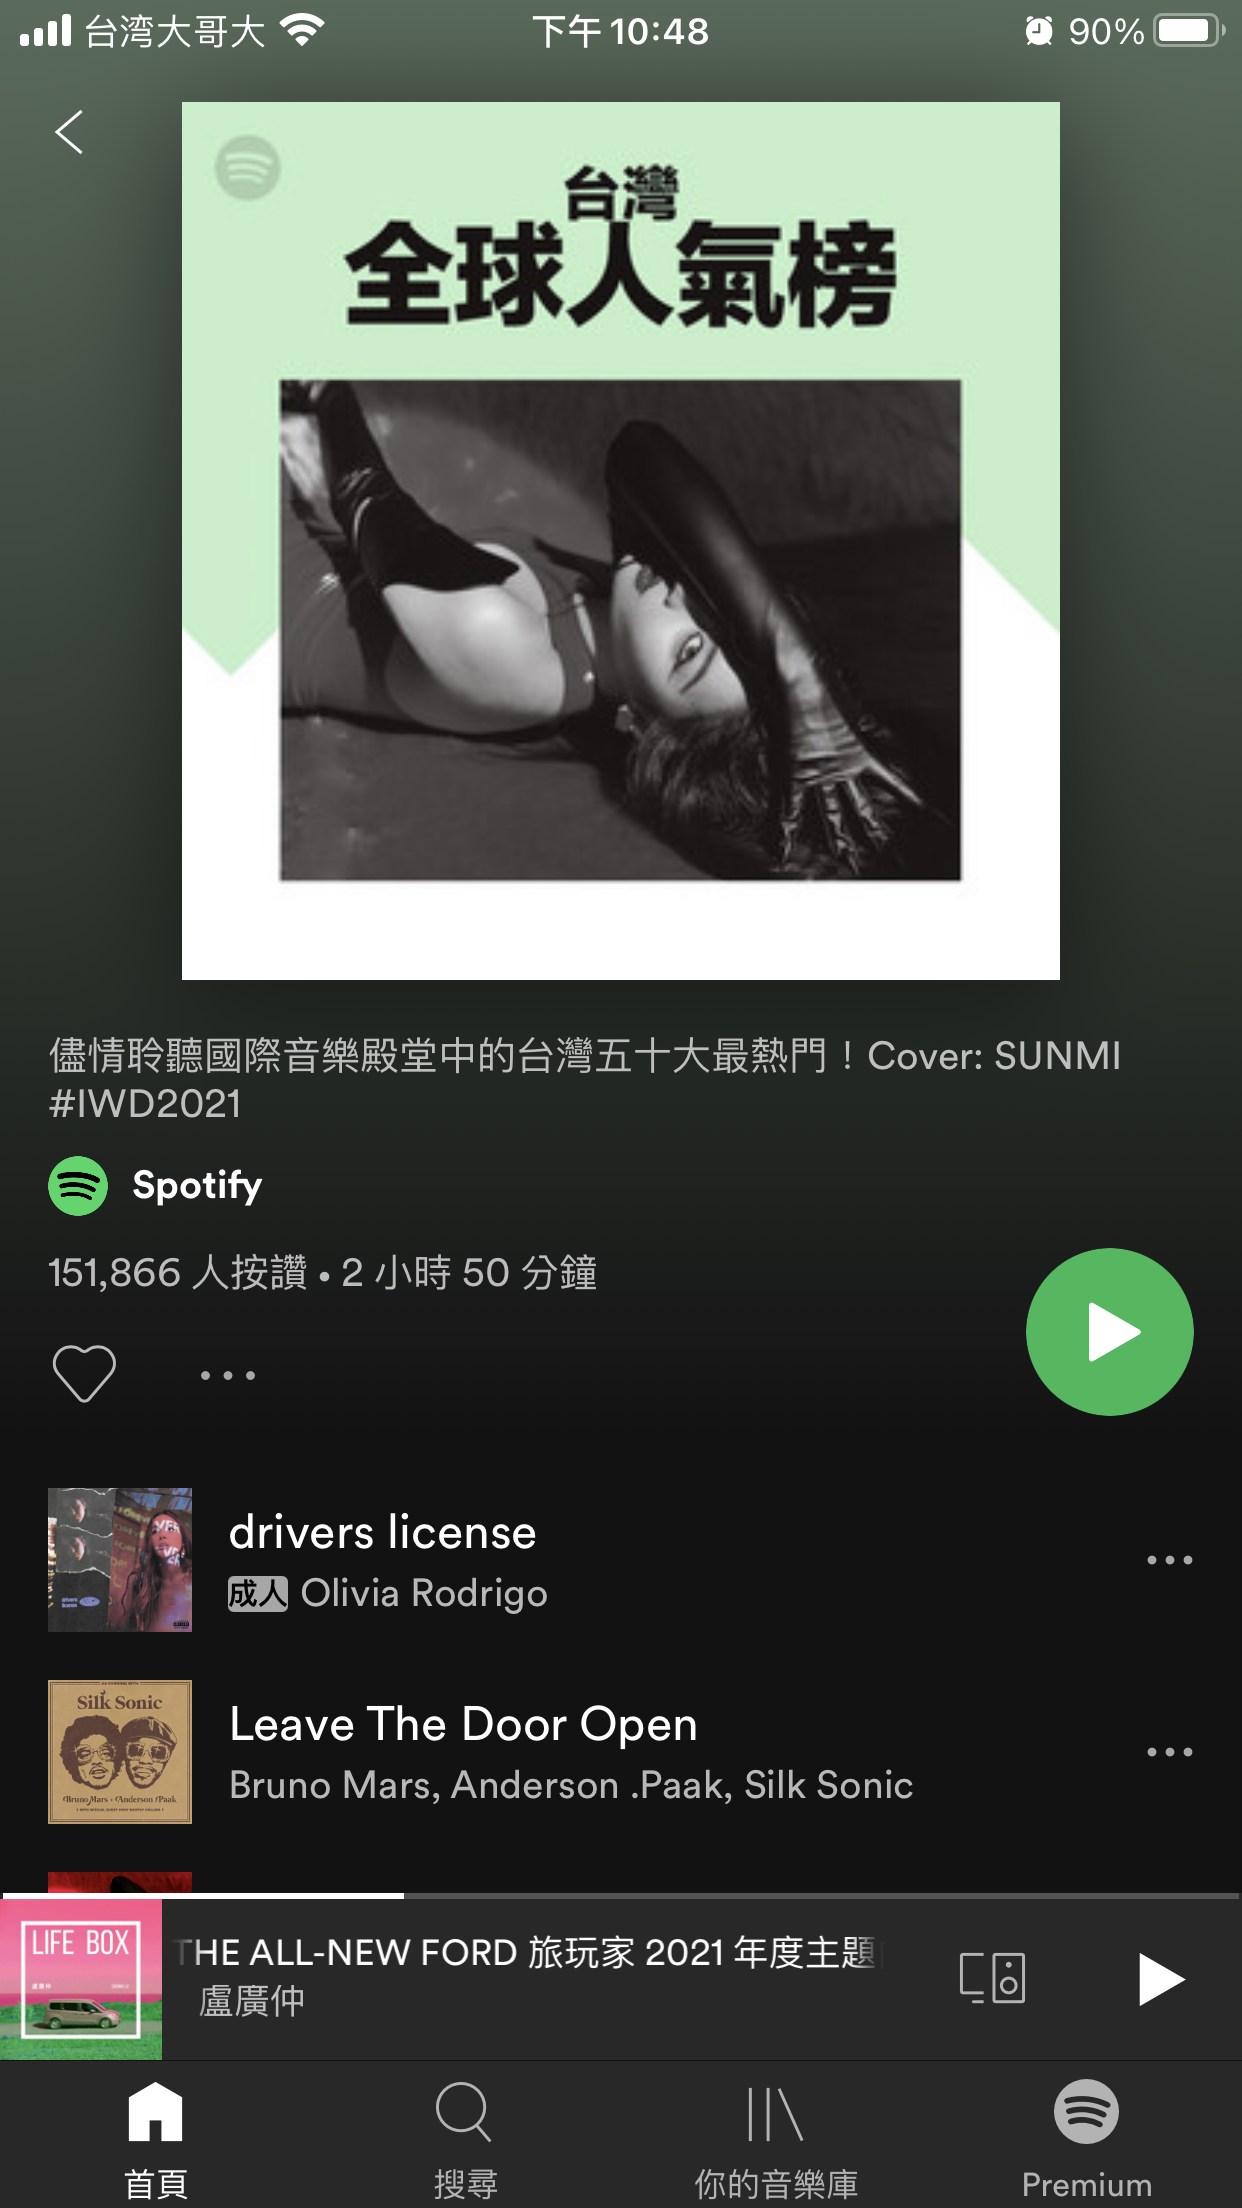 台湾大哥大
下午10:48
90%
台灣
全球人氣榜
儘情聆聽國際音樂殿堂中的台灣五十大最熱門！Cover: SUNMI
#IWD2021
Spotify
151,866 人按讚 • 2 小時 50 分鐘
drivers license
成人 Olivia Rodrigo
Silk Sonic
Bruno Mars + Anderson .Paak
Leave The Door Open
Bruno Mars, Anderson .Paak, Silk Sonic
LIFE BOX
盧廣仲
THE ALL-NEW FORD 旅玩家 2021 年度主題
盧廣仲
首頁
搜尋
你的音樂庫
Premium